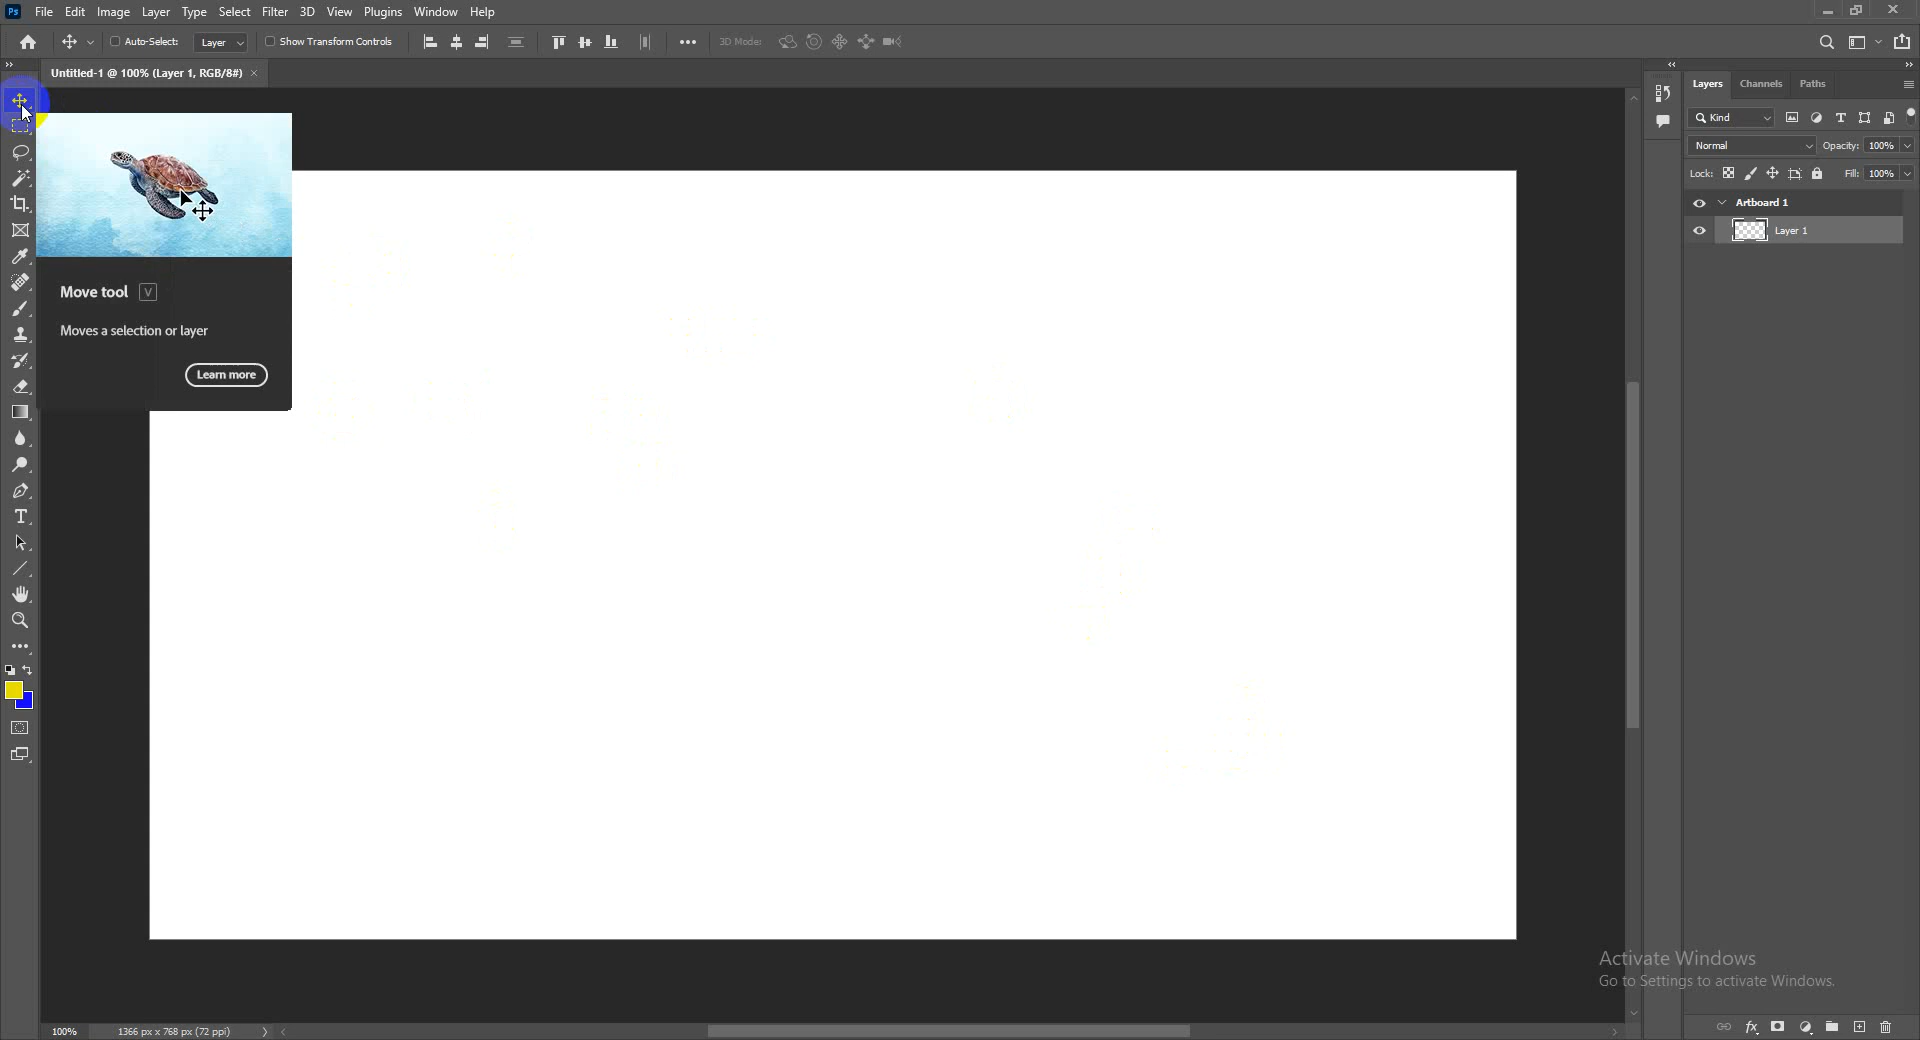 Ps File Edit Image Layer Type Select Filter 3D View Plugins Window Help
Auto-Select: Layer Show Transform Controls 3D Mode:
Untitled-1 @ 100% (Layer 1, RGB/8#)
Move tool V
Moves a selection or layer
Learn more
Layers Channels Paths
Kind
Normal Opacity: 100%
Lock: Fill: 100%
Artboard 1
Layer 1
Activate Windows
Go to Settings to activate Windows.
100% 1366 px x 768 px (72 ppi)